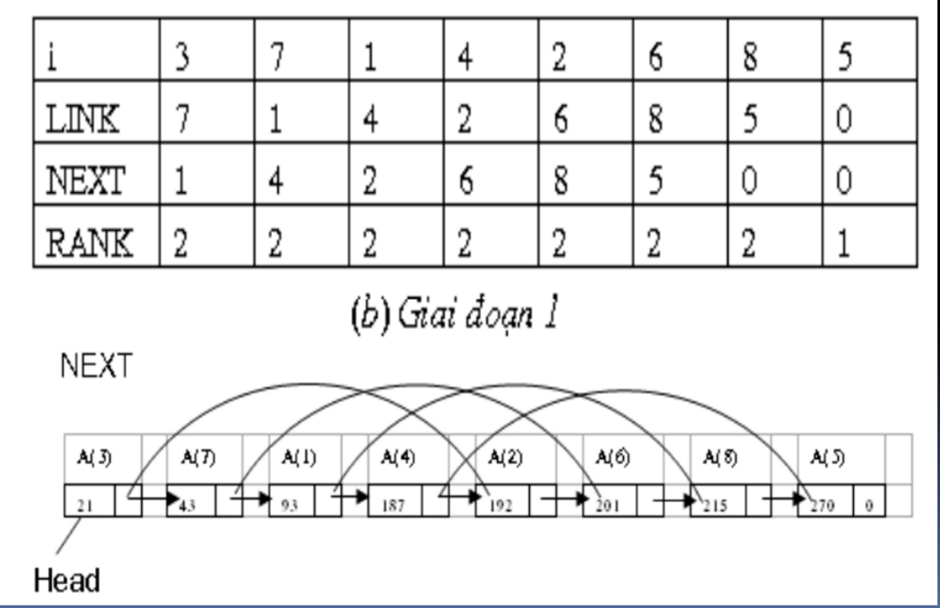 i 3 7 1 4 2 6 8 5
LINK 7 1 4 2 6 8 5 0
NEXT 1 4 2 6 8 5 0 0
RANK 2 2 2 2 2 2 2 1
(b) Giai đoạn 1
NEXT
A(3) A(7) A(1) A(4) A(2) A(6) A(8) A(5)
21 43 93 187 192 201 215 270 0
Head